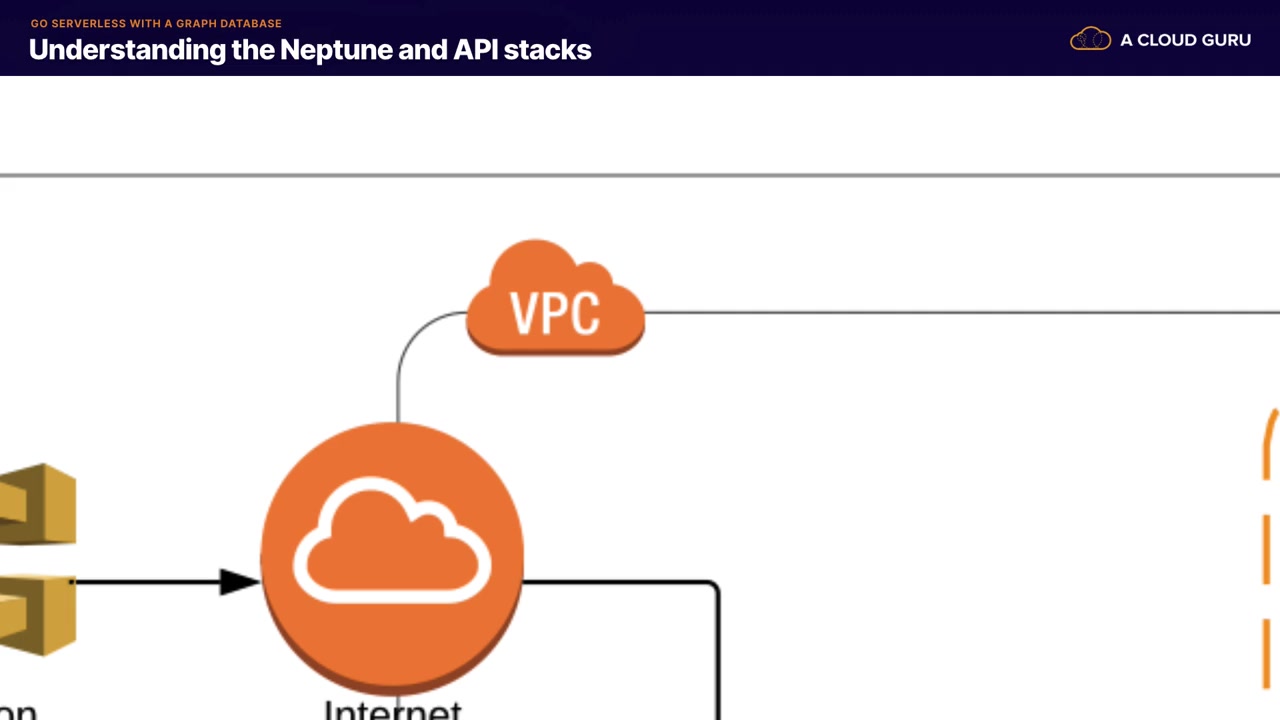 GO SERVERLESS WITH A GRAPH DATABASE
Understanding the Neptune and API stacks
A CLOUD GURU
VPC
on
Internet